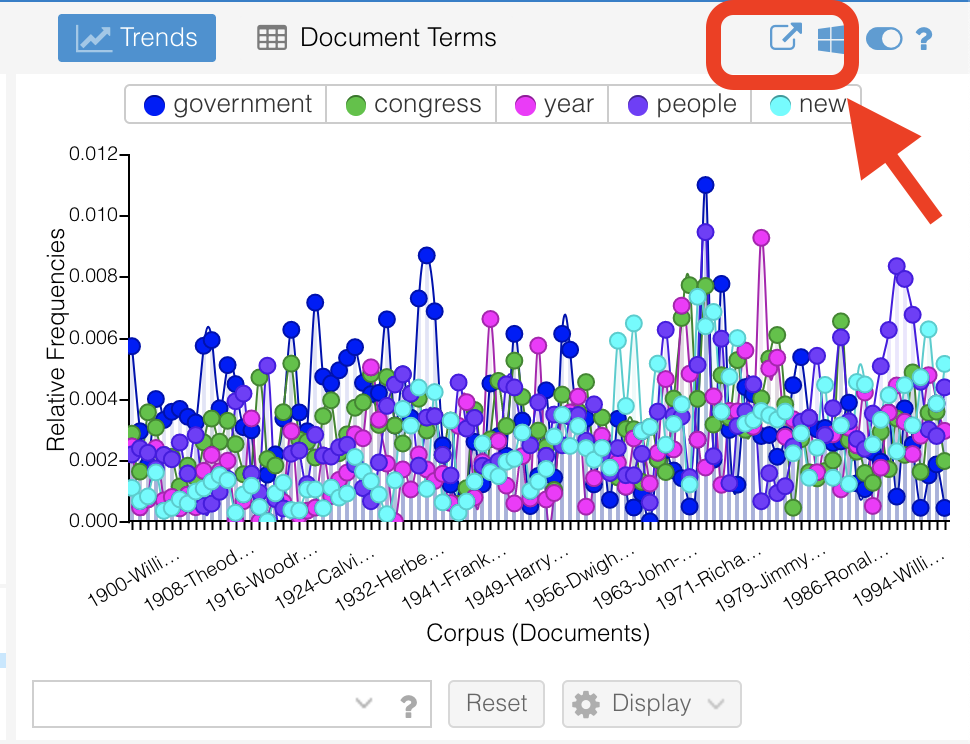 Trends Document Terms ?
government congress year people new
0.012
0.010
0.008
0.006
0.004
0.002
0.000
Relative Frequencies
1900-Willi…
1908-Theod…
1916-Woodr…
1924-Calvi…
1932-Herbe…
1941-Frank…
1949-Harry…
1956-Dwigh…
1963-John-…
1971-Richa…
1979-Jimmy…
1986-Ronal…
1994-Willi…
Corpus (Documents)
? Reset Display